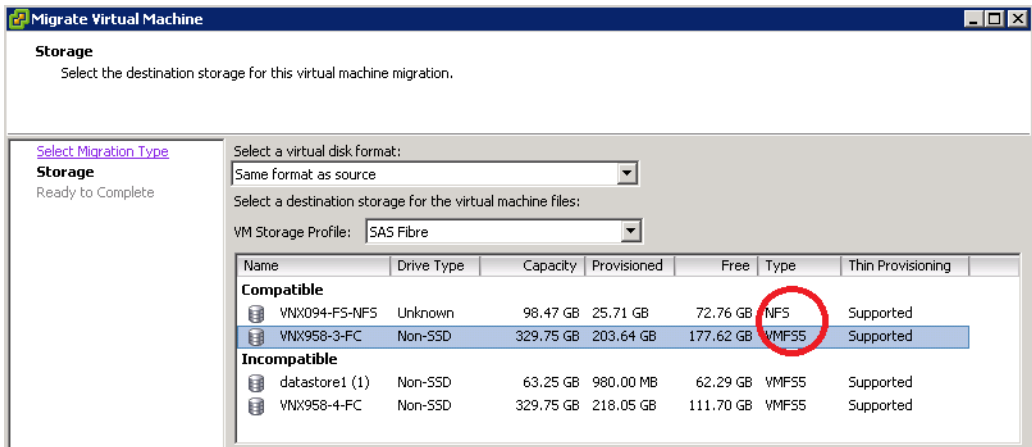 Migrate Virtual Machine
Storage
Select the destination storage for this virtual machine migration.
Select Migration Type
Storage
Ready to Complete
Select a virtual disk format:
Same format as source
Select a destination storage for the virtual machine files:
VM Storage Profile: SAS Fibre
Name Drive Type Capacity Provisioned Free Type Thin Provisioning
Compatible
VNX094-FS-NFS Unknown 98.47 GB 25.71 GB 72.76 GB NFS Supported
VNX958-3-FC Non-SSD 329.75 GB 203.64 GB 177.62 GB VMFS5 Supported
Incompatible
datastore1 (1) Non-SSD 63.25 GB 980.00 MB 62.29 GB VMFS5 Supported
VNX958-4-FC Non-SSD 329.75 GB 218.05 GB 111.70 GB VMFS5 Supported